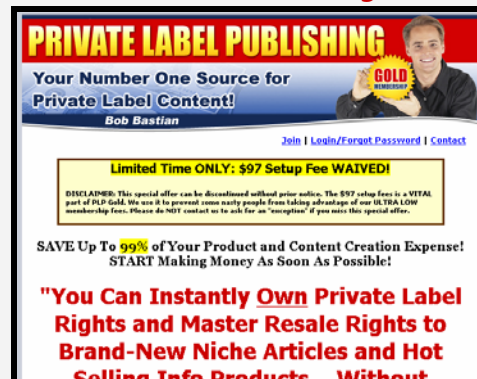 PRIVATE LABEL PUBLISHING
Your Number One Source for
Private Label Content!
Bob Bastian
GOLD
MEMBERSHIP
Join | Login/Forgot Password | Contact
Limited Time ONLY: $97 Setup Fee WAIVED!
DISCLAIMER: This special offer can be discontinued without prior notice. The $97 setup fees is a VITAL
part of PLP Gold. We use it to prevent some nasty people from taking advantage of our ULTRA LOW
membership fees. Please do NOT contact us to ask for an "exception" if you miss this special offer.
SAVE Up To 99% of Your Product and Content Creation Expense!
START Making Money As Soon As Possible!
"You Can Instantly Own Private Label
Rights and Master Resale Rights to
Brand-New Niche Articles and Hot
Selling Info Products... Without